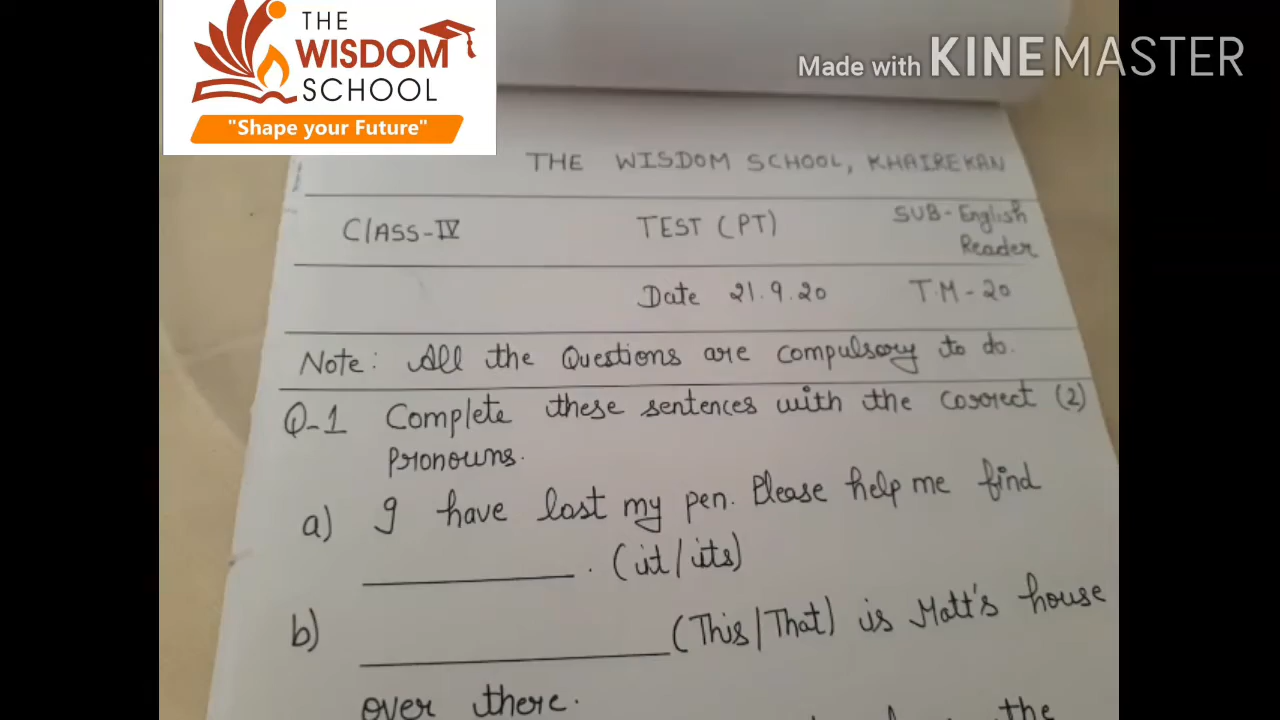 THE
WISDOM
SCHOOL
"Shape your Future"
Made with KINEMASTER
THE WISDOM SCHOOL, KHAIREKAN
Class-IV TEST (PT) SUB-English
Reader
Date 21.9.20 T.M-20
Note: All the Questions are compulsory to do.
Q-1 Complete these sentences with the correct (2)
pronouns.
a) I have lost my pen. Please help me find
__________. (it/its)
b) __________ (This/That) is Matt's house
over there.
the